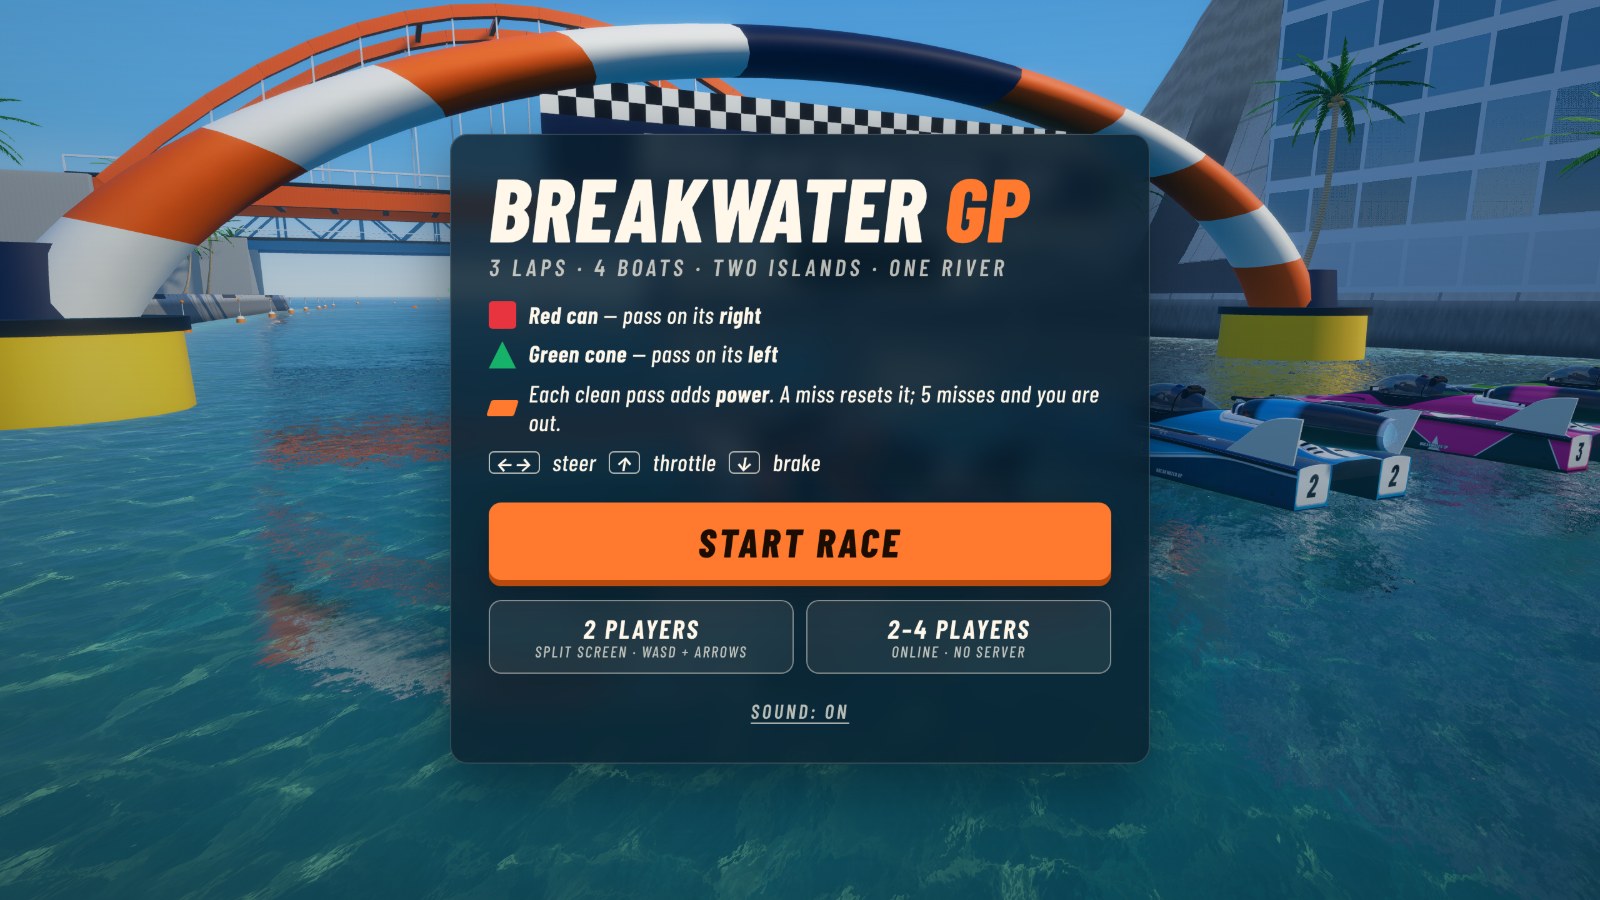 BREAKWATER GP
3 LAPS · 4 BOATS · TWO ISLANDS · ONE RIVER
Red can — pass on its right
Green cone — pass on its left
Each clean pass adds power. A miss resets it; 5 misses and you are
out.
←→ steer ↑ throttle ↓ brake
START RACE
2 PLAYERS
SPLIT SCREEN · WASD + ARROWS
2–4 PLAYERS
ONLINE · NO SERVER
SOUND: ON
2
2
3